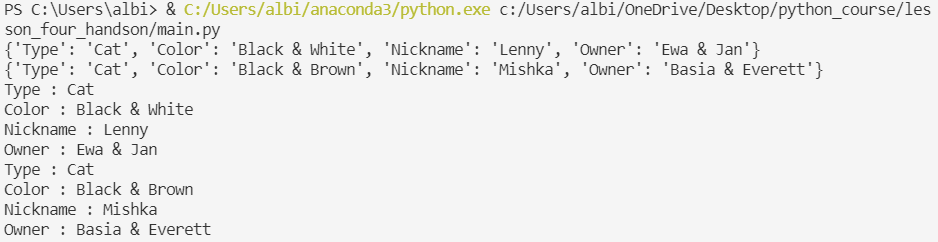 PS C:\Users\albi> & C:/Users/albi/anaconda3/python.exe c:/Users/albi/OneDrive/Desktop/python_course/les
son_four_handson/main.py
{'Type': 'Cat', 'Color': 'Black & White', 'Nickname': 'Lenny', 'Owner': 'Ewa & Jan'}
{'Type': 'Cat', 'Color': 'Black & Brown', 'Nickname': 'Mishka', 'Owner': 'Basia & Everett'}
Type : Cat
Color : Black & White
Nickname : Lenny
Owner : Ewa & Jan
Type : Cat
Color : Black & Brown
Nickname : Mishka
Owner : Basia & Everett